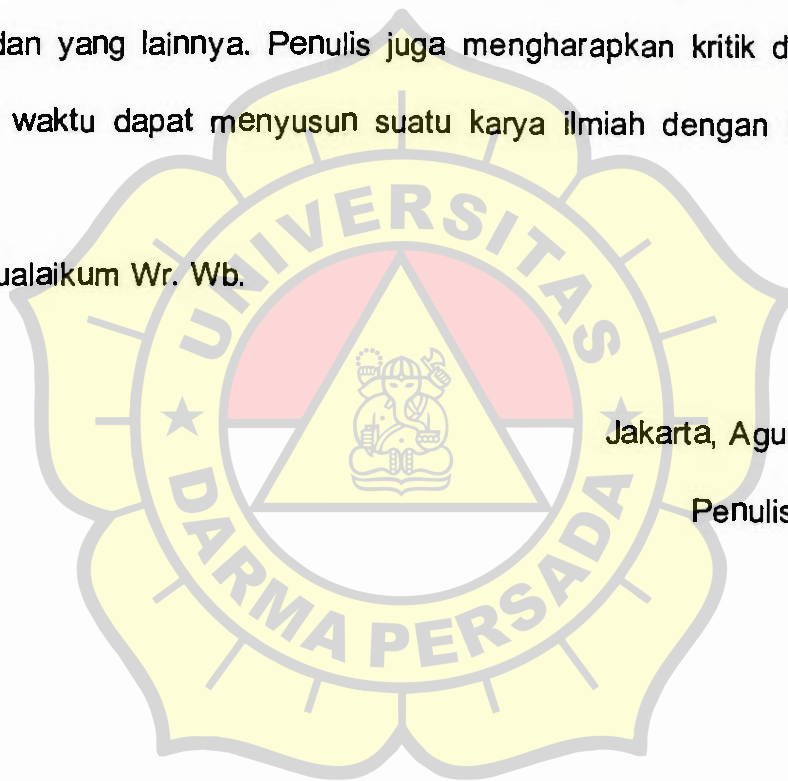 dan yang lainnya. Penulis juga mengharapkan kritik d
waktu dapat menyusun suatu karya ilmiah dengan
ualaikum Wr. Wb.
UNIVERSITAS
Jakarta, Agu
Penulis
DARMA PERSADA